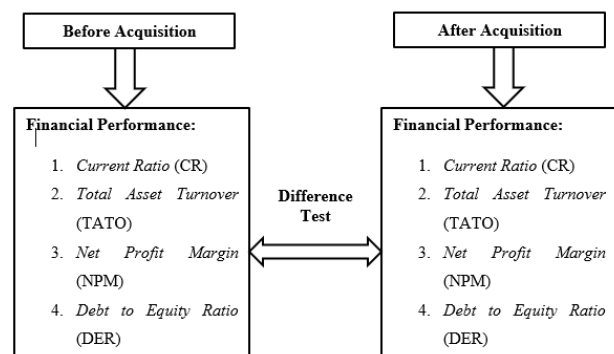 Before Acquisition
After Acquisition
Financial Performance:
1. Current Ratio (CR)
2. Total Asset Turnover
(TATO)
3. Net Profit Margin
(NPM)
4. Debt to Equity Ratio
(DER)
Difference
Test
Financial Performance:
1. Current Ratio (CR)
2. Total Asset Turnover
(TATO)
3. Net Profit Margin
(NPM)
4. Debt to Equity Ratio
(DER)